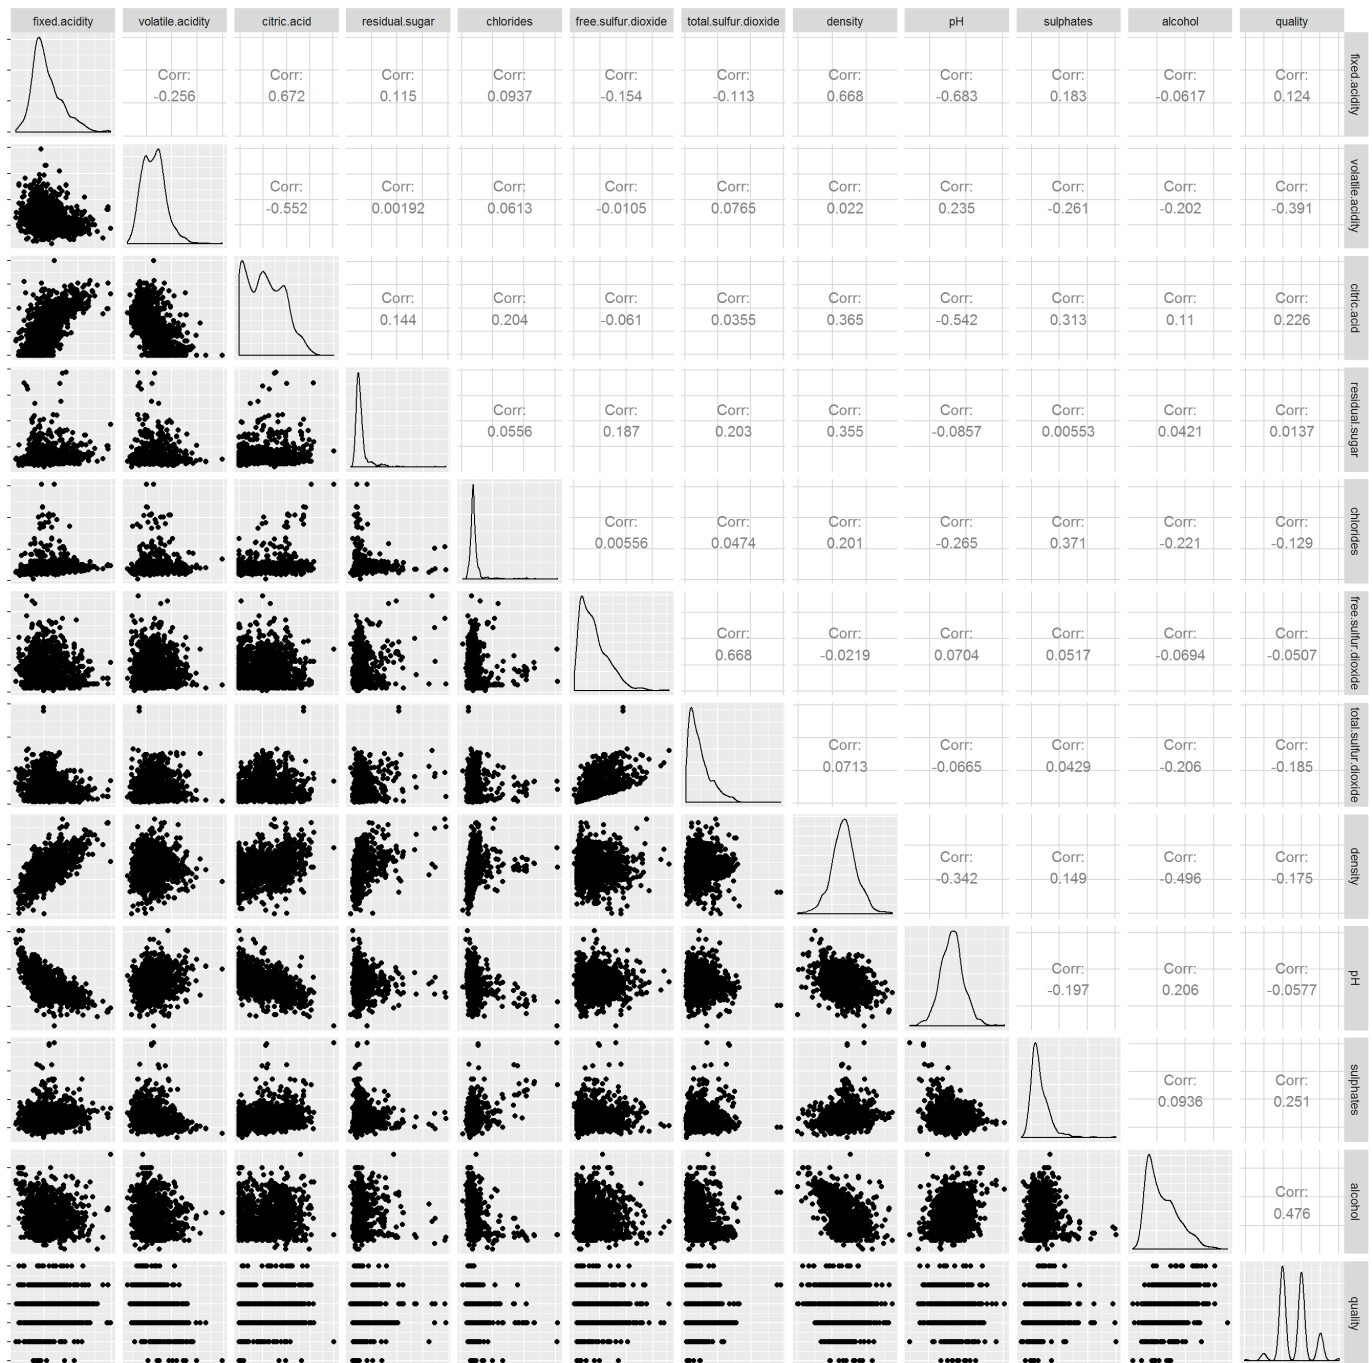 fixed.acidity volatile.acidity citric.acid residual.sugar chlorides free.sulfur.dioxide total.sulfur.dioxide density pH sulphates alcohol quality
Corr: Corr: Corr: Corr: Corr: Corr: Corr: Corr: Corr: Corr: Corr:
-0.256 0.672 0.115 0.0937 -0.154 -0.113 0.668 -0.683 0.183 -0.0617 0.124
fixed.acidity
Corr: Corr: Corr: Corr: Corr: Corr: Corr: Corr: Corr: Corr:
-0.552 0.00192 0.0613 -0.0105 0.0765 0.022 0.235 -0.261 -0.202 -0.391
volatile.acidity
Corr: Corr: Corr: Corr: Corr: Corr: Corr: Corr: Corr:
0.144 0.204 -0.061 0.0355 0.365 -0.542 0.313 0.11 0.226
citric.acid
Corr: Corr: Corr: Corr: Corr: Corr: Corr: Corr:
0.0556 0.187 0.203 0.355 -0.0857 0.00553 0.0421 0.0137
residual.sugar
Corr: Corr: Corr: Corr: Corr: Corr: Corr:
0.00556 0.0474 0.201 -0.265 0.371 -0.221 -0.129
chlorides
Corr: Corr: Corr: Corr: Corr: Corr:
0.668 -0.0219 0.0704 0.0517 -0.0694 -0.0507
free.sulfur.dioxide
Corr: Corr: Corr: Corr: Corr:
0.0713 -0.0665 0.0429 -0.206 -0.185
total.sulfur.dioxide
Corr: Corr: Corr: Corr:
-0.342 0.149 -0.496 -0.175
density
Corr: Corr: Corr:
-0.197 0.206 -0.0577
pH
Corr: Corr:
0.0936 0.251
sulphates
Corr:
0.476
alcohol
quality